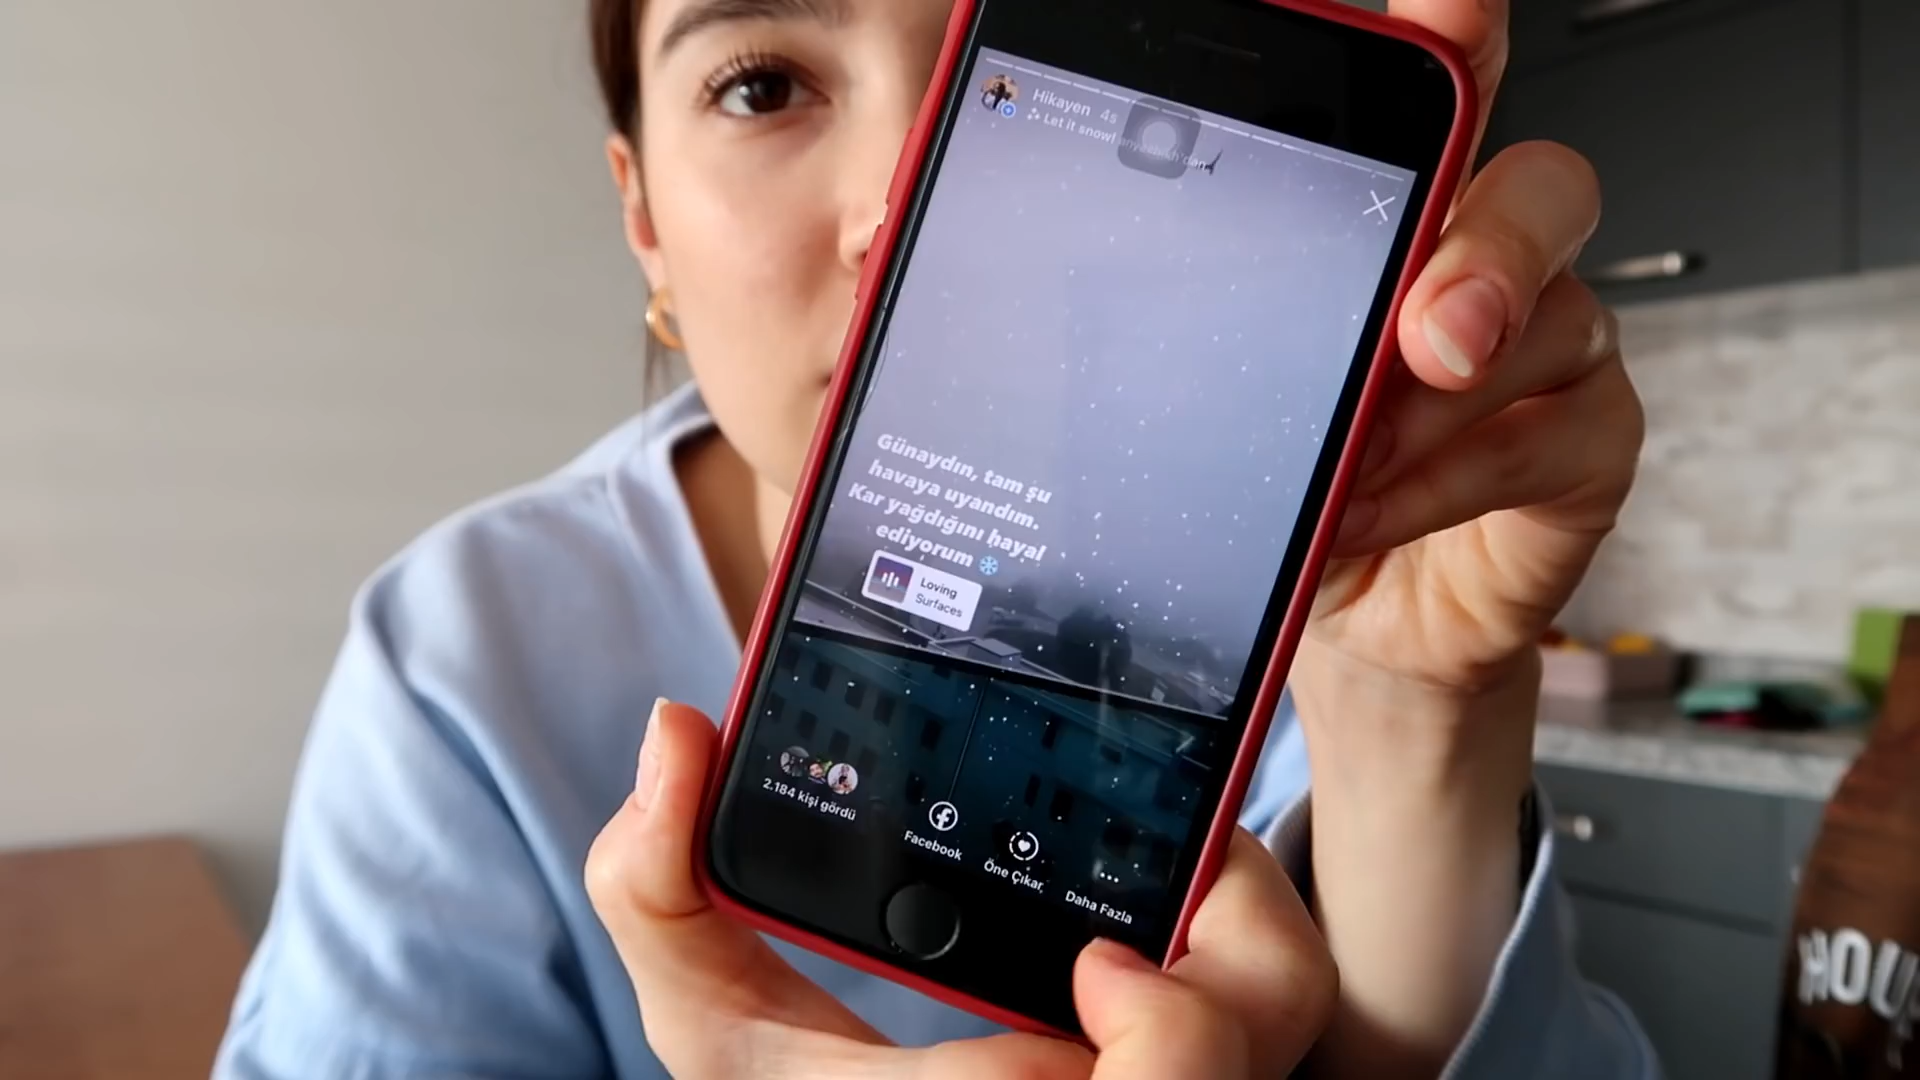 Hikayen 4s
Let it snow!
Günaydın, tam şu
havaya uyandım.
Kar yağdığını hayal
ediyorum ❄️
Loving
Surfaces
2.184 kişi gördü
Facebook
Öne Çıkar
Daha Fazla